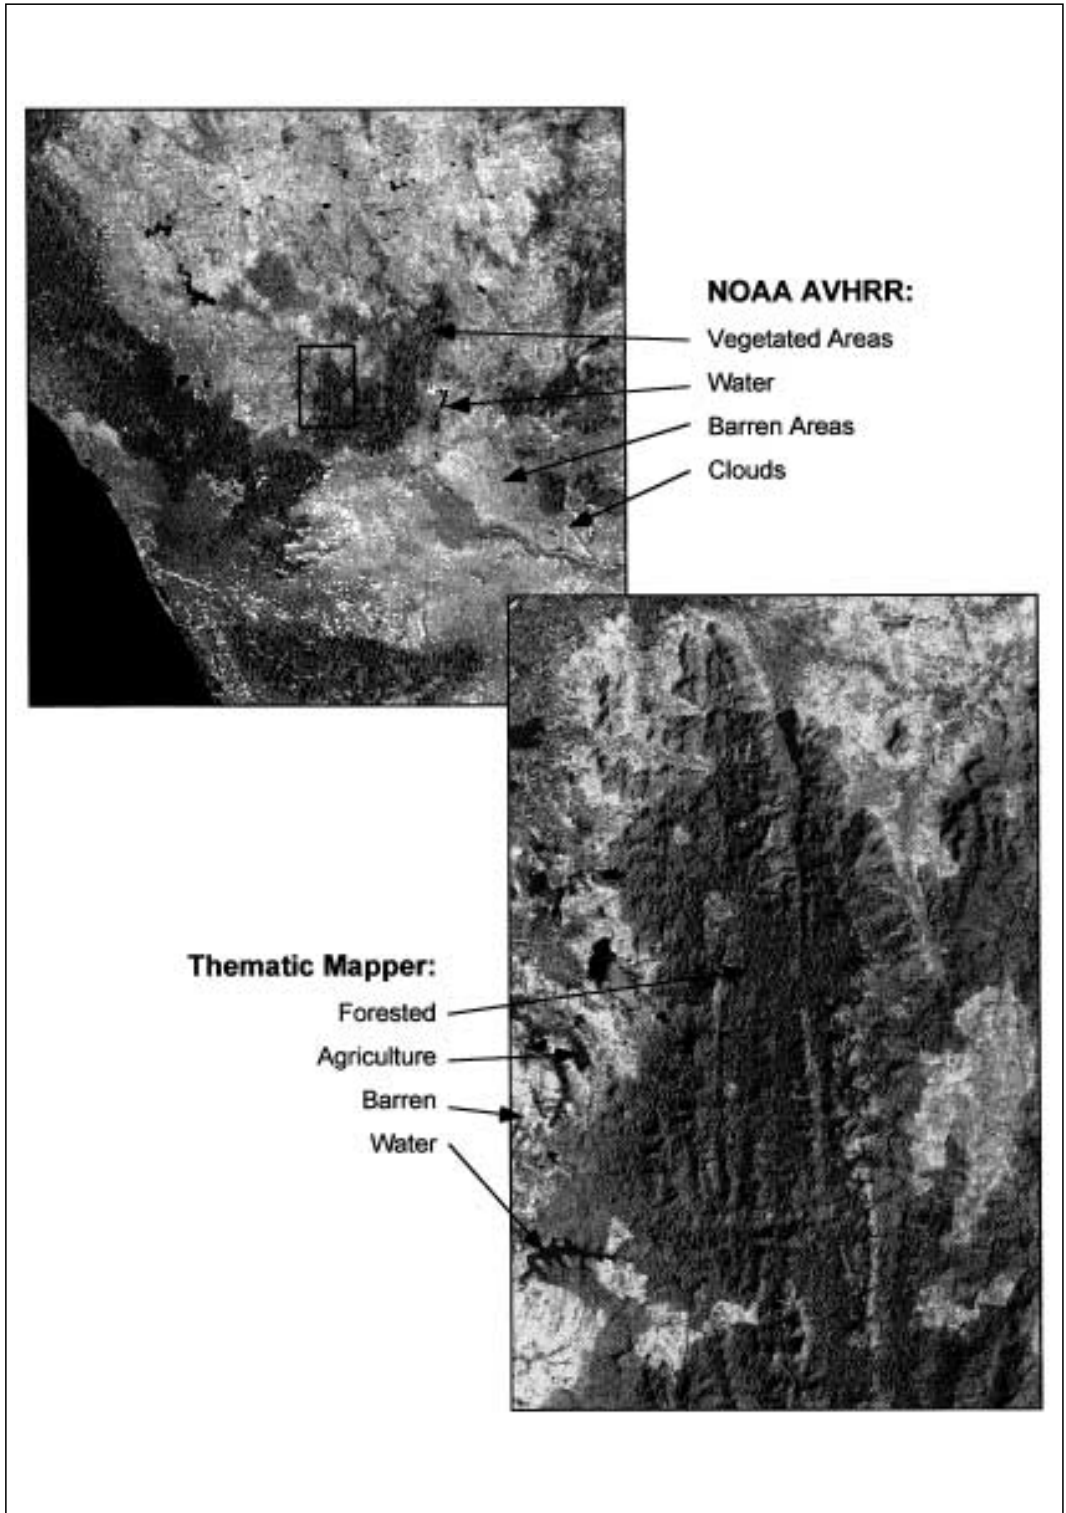 NOAA AVHRR:
Vegetated Areas
Water
Barren Areas
Clouds
Thematic Mapper:
Forested
Agriculture
Barren
Water